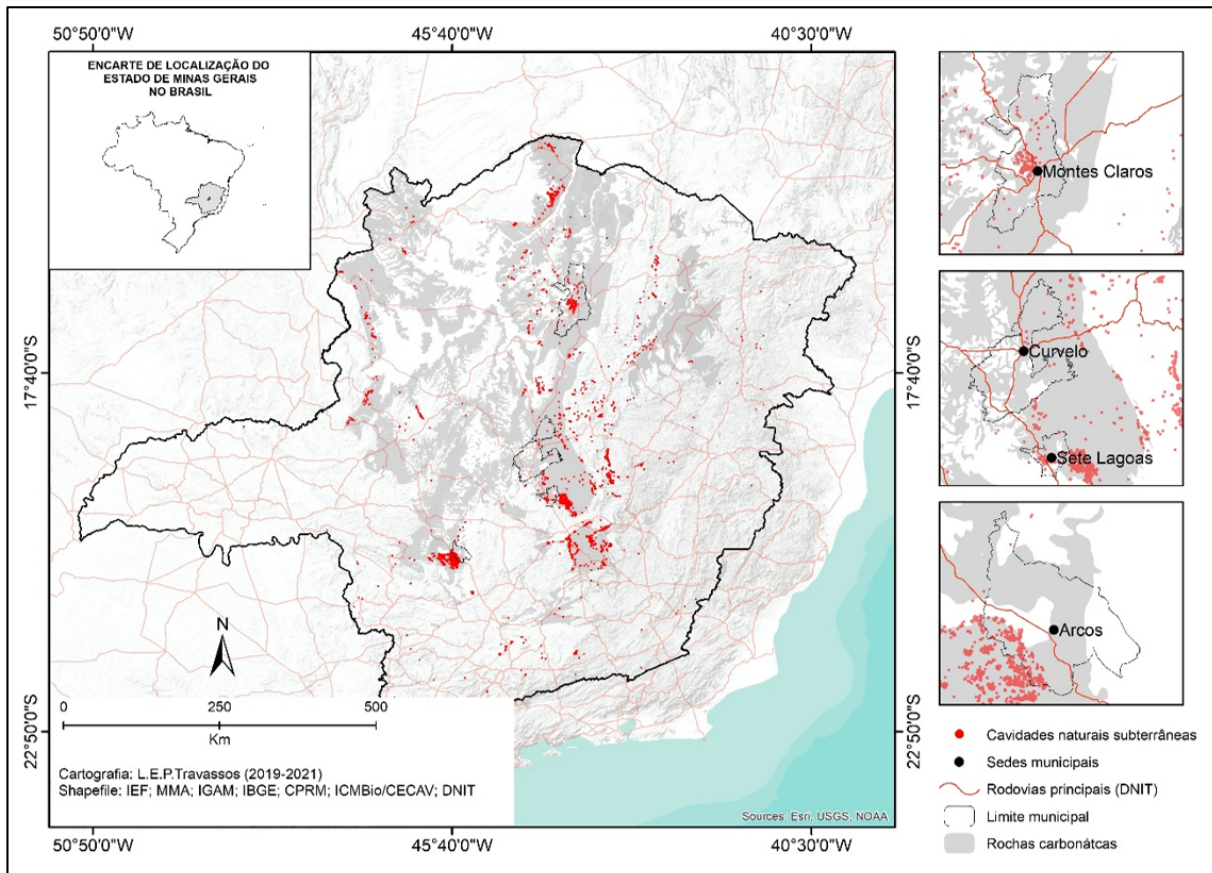 50°50'0"W
45°40'0"W
40°30'0"W
ENCARTE DE LOCALIZAÇÃO DO
ESTADO DE MINAS GERAIS
NO BRASIL
17°40'0"S
17°40'0"S
22°50'0"S
22°50'0"S
N
0
250
500
Km
Cartografia: L.E.P.Travassos (2019-2021)
Shapefile: IEF; MMA; IGAM; IBGE; CPRM; ICMBio/CECAV; DNIT
Sources: Esri, USGS, NOAA
50°50'0"W
45°40'0"W
40°30'0"W
Montes Claros
Curvelo
Sete Lagoas
Arcos
Cavidades naturais subterrâneas
Sedes municipais
Rodovias principais (DNIT)
Limite municipal
Rochas carbonátcas